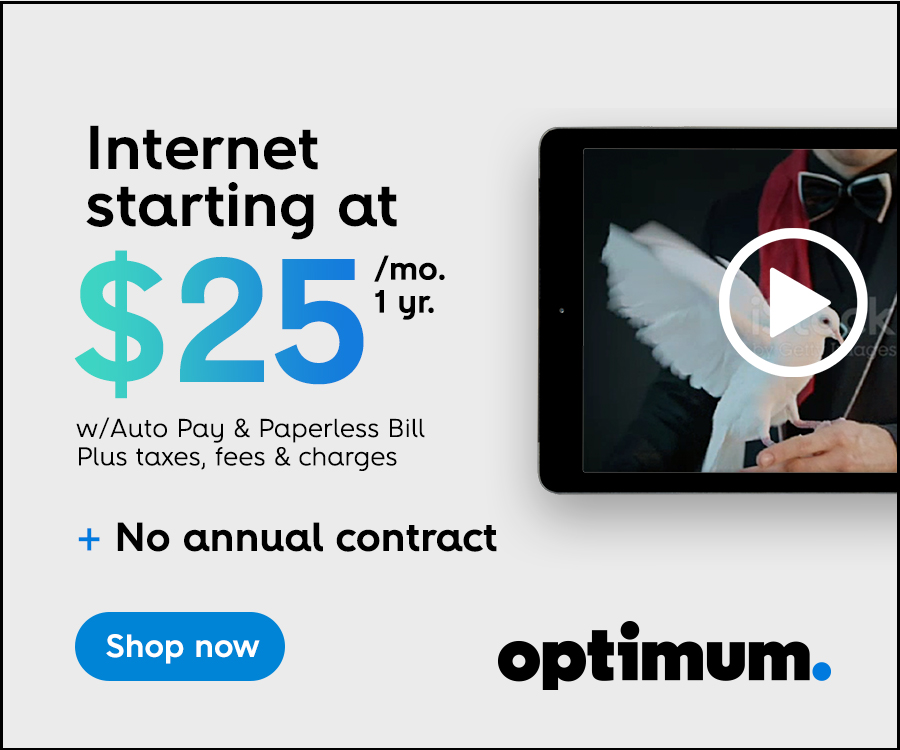 Internet
starting at
$25 /mo.
1 yr.
w/Auto Pay & Paperless Bill
Plus taxes, fees & charges
+ No annual contract
Shop now
optimum.